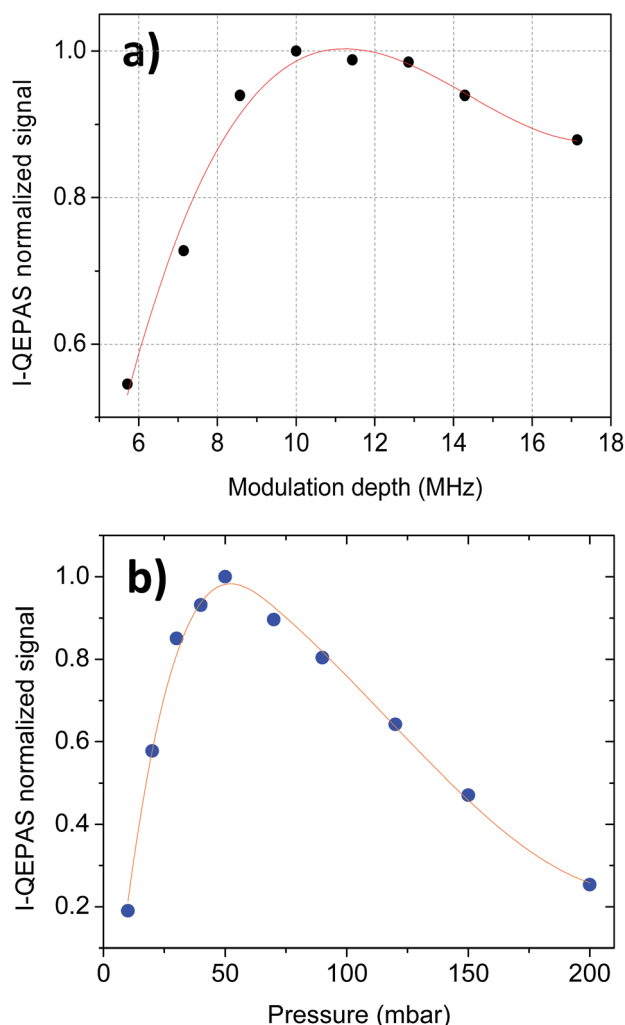 a)
I-QEPAS normalized signal
1.0
0.8
0.6
6 8 10 12 14 16 18
Modulation depth (MHz)
b)
I-QEPAS normalized signal
1.0
0.8
0.6
0.4
0.2
0 50 100 150 200
Pressure (mbar)